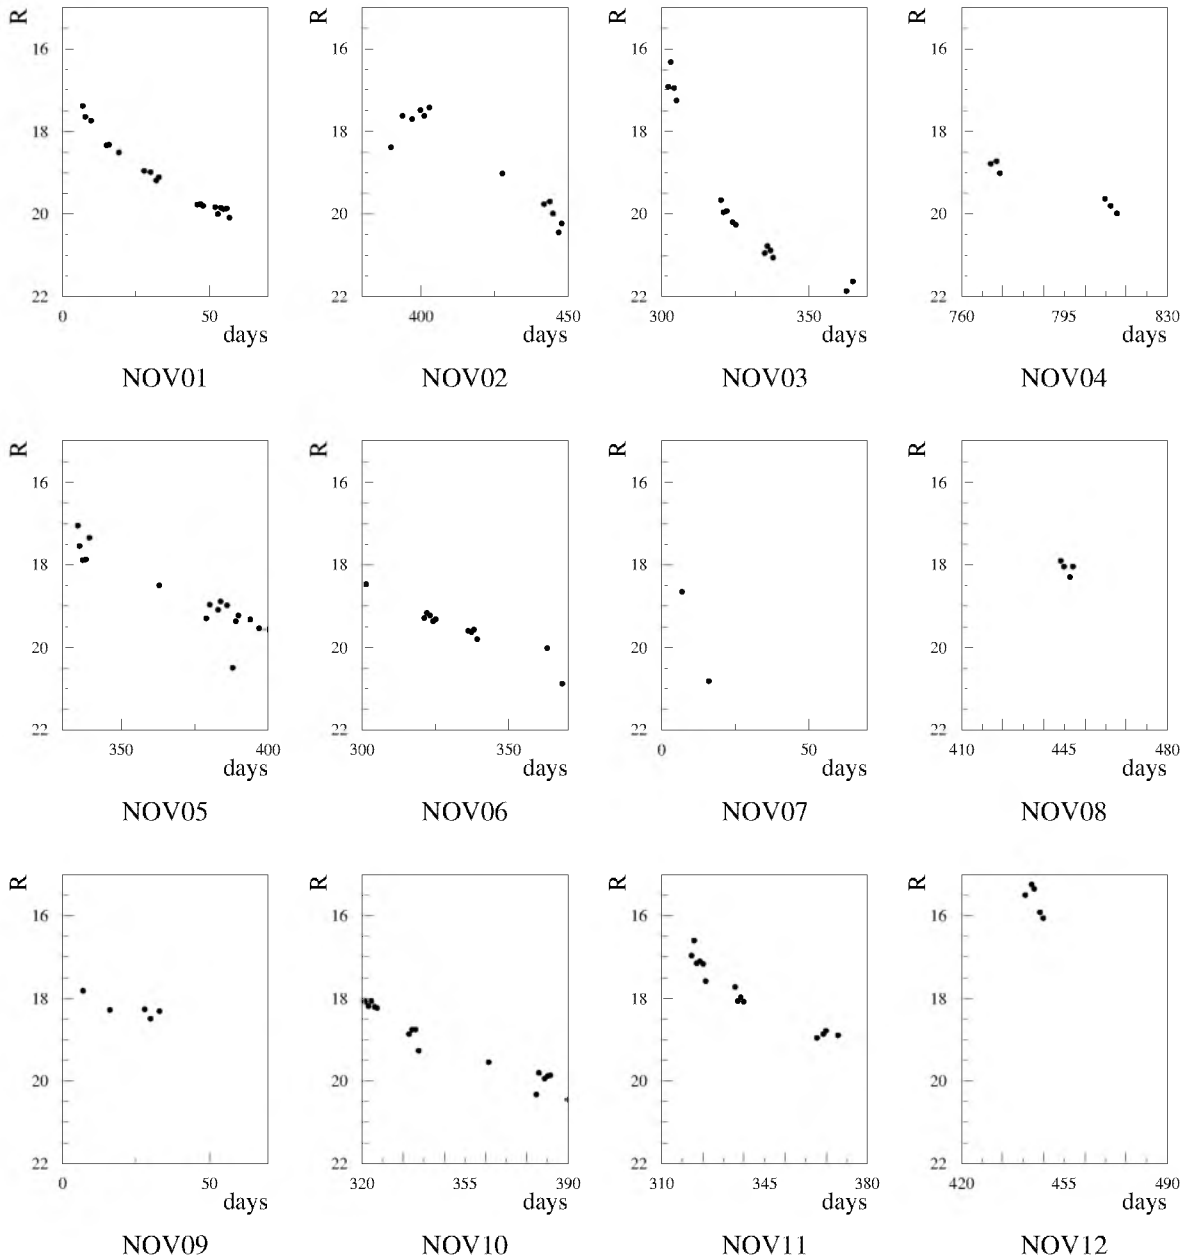 R R R R
16 16 16 16
18 18 18 18
20 20 20 20
22 22 22 22
0 50 400 450 300 350 760 795 830
days days days days
NOV01 NOV02 NOV03 NOV04
R R R R
16 16 16 16
18 18 18 18
20 20 20 20
22 22 22 22
350 400 300 350 0 50 410 445 480
days days days days
NOV05 NOV06 NOV07 NOV08
R R R R
16 16 16 16
18 18 18 18
20 20 20 20
22 22 22 22
0 50 320 355 390 310 345 380 420 455 490
days days days days
NOV09 NOV10 NOV11 NOV12